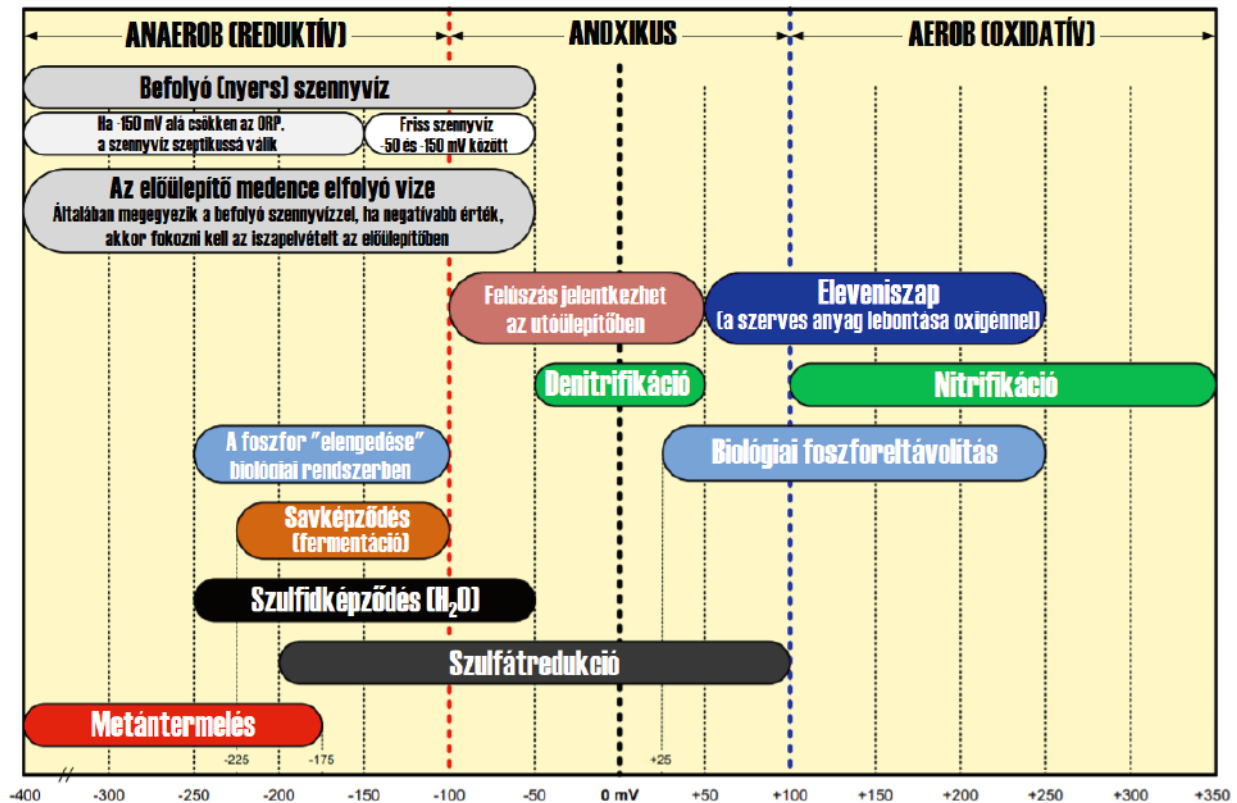 ANAEROB (REDUKTÍV) ANOXIKUS AEROB (OXIDATÍV)
Befolyó (nyers) szennyvíz
Ha -150 mV alá csökken az ORP,
a szennyvíz szeptikussá válik
Friss szennyvíz
-50 és -150 mV között
Az előülepítő medence elfolyó vize
Általában megegyezik a befolyó szennyvízzel, ha negatívabb érték,
akkor fokozni kell az iszapelvételt az előülepítőben
Felúszás jelentkezhet
az utóülepítőben
Eleveniszap
(a szerves anyag lebontása oxigénnel)
Denitrifikáció
Nitrifikáció
A foszfor "elengedése"
biológiai rendszerben
Biológiai foszforeltávolítás
Savképződés
(fermentáció)
Szulfidképződés (H₂O)
Szulfátredukció
Metántermelés
-225 -175 +25
-400 -300 -250 -200 -150 -100 -50 0 mV +50 +100 +150 +200 +250 +300 +350